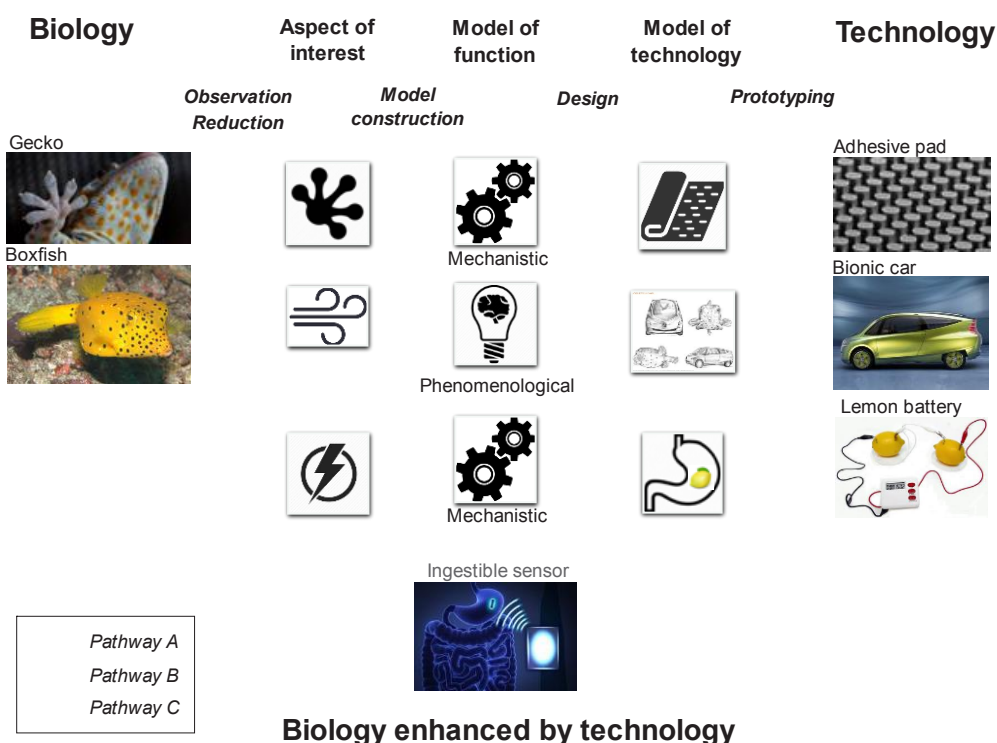 Biology
Aspect of
interest
Model of
function
Model of
technology
Technology
Observation
Reduction
Model
construction
Design
Prototyping
Gecko
Adhesive pad
Mechanistic
Boxfish
Bionic car
Phenomenological
Lemon battery
Mechanistic
Ingestible sensor
Pathway A
Pathway B
Pathway C
Biology enhanced by technology